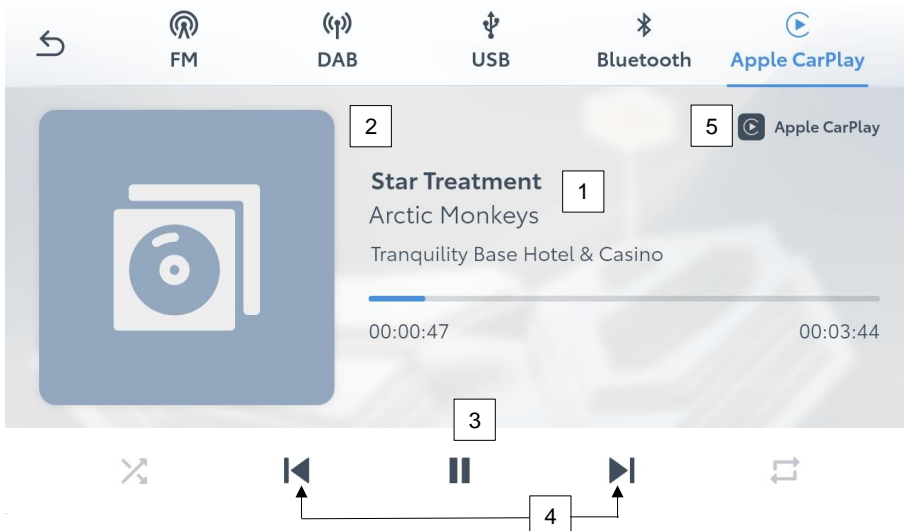 FM
DAB
USB
Bluetooth
Apple CarPlay
2
5
Apple CarPlay
Star Treatment
1
Arctic Monkeys
Tranquility Base Hotel & Casino
00:00:47
00:03:44
3
4